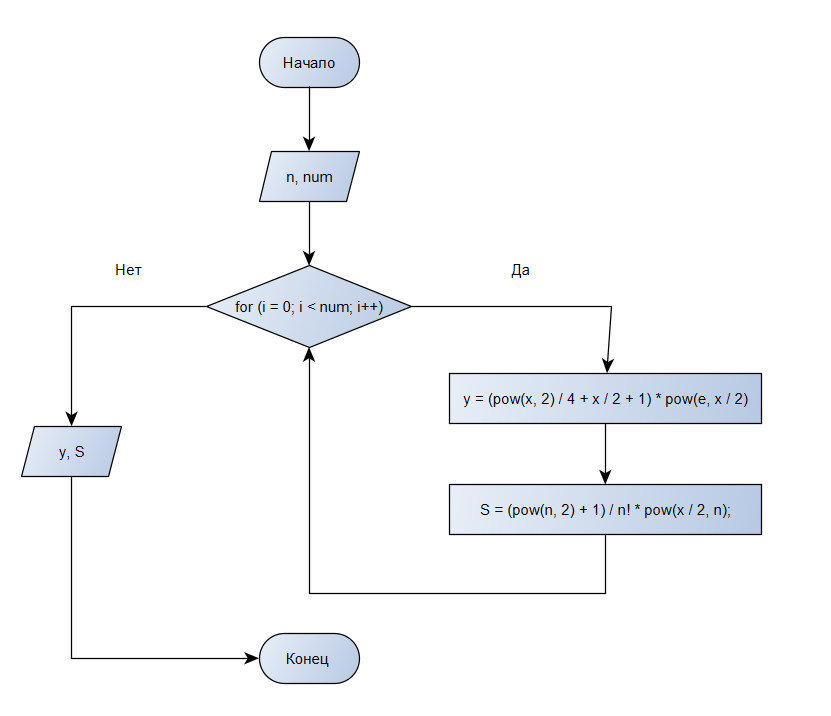 Начало
n, num
Нет
Да
for (i = 0; i < num; i++)
y = (pow(x, 2) / 4 + x / 2 + 1) * pow(e, x / 2)
y, S
S = (pow(n, 2) + 1) / n! * pow(x / 2, n);
Конец